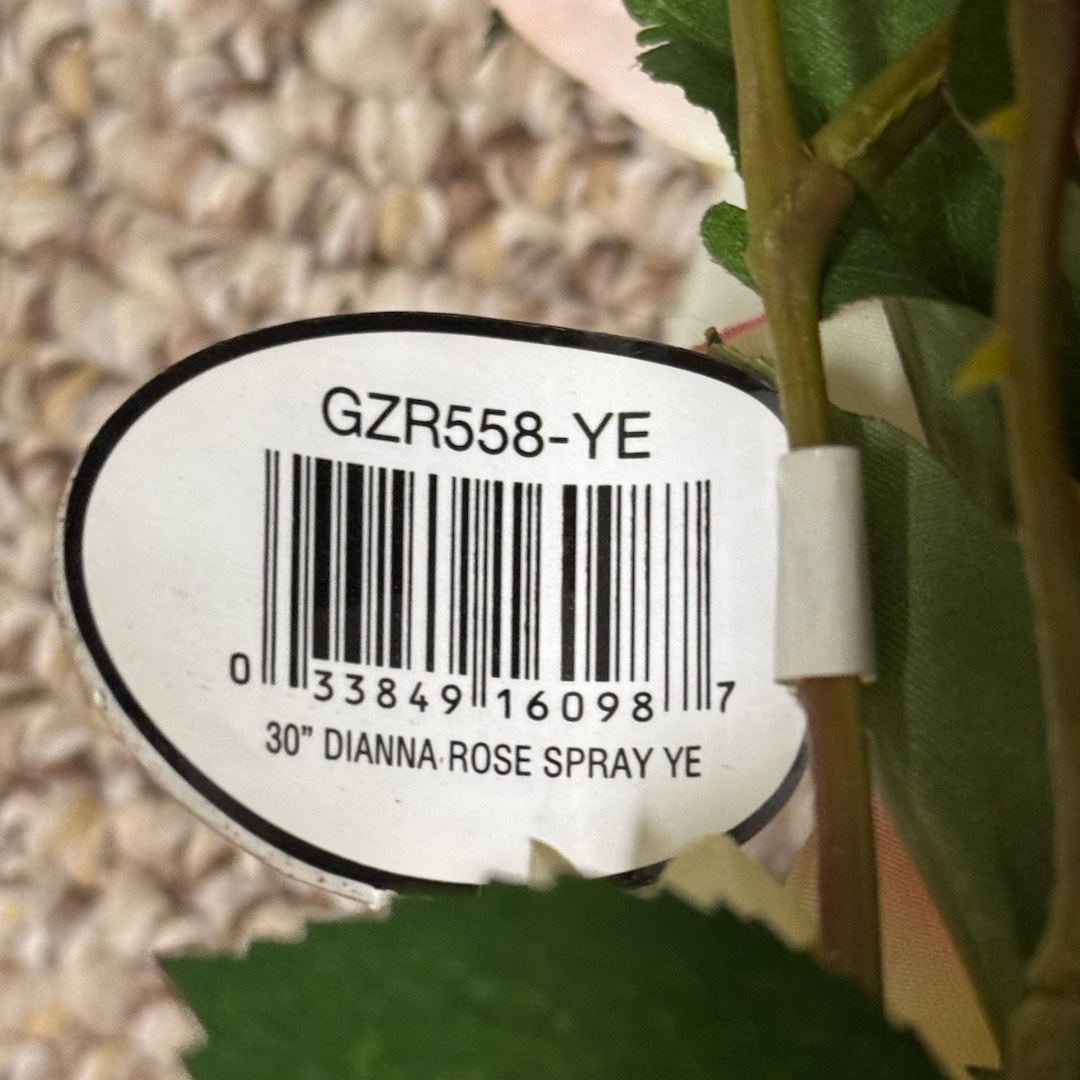 GZR558-YE
0 33849 16098 7
30” DIANNA ROSE SPRAY YE